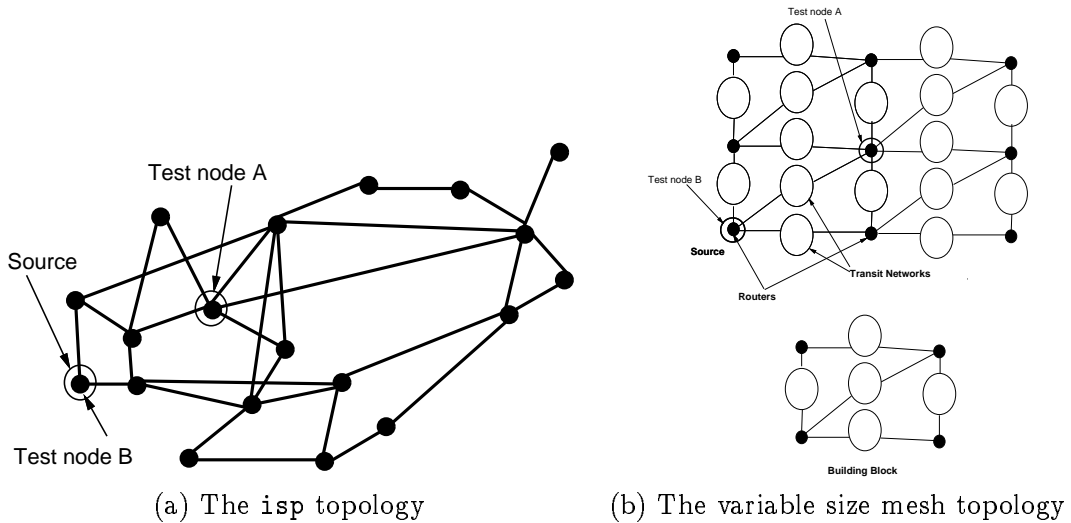 Test node A
Source
Test node B
(a) The isp topology
Test node A
Test node B
Source
Transit Networks
Routers
Building Block
(b) The variable size mesh topology